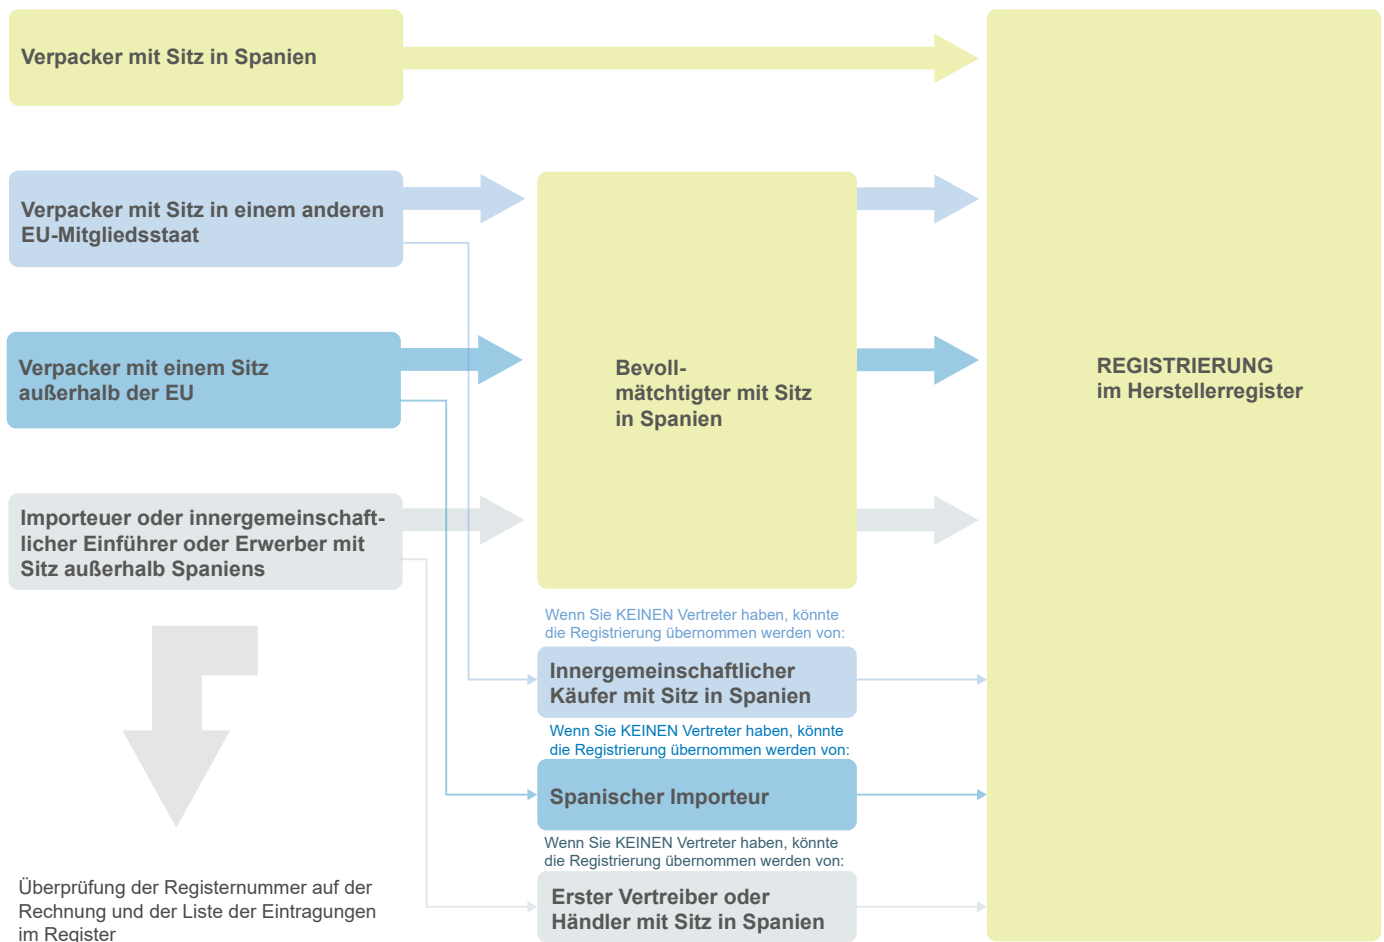 Verpacker mit Sitz in Spanien
Verpacker mit Sitz in einem anderen
EU-Mitgliedsstaat
Verpacker mit einem Sitz
außerhalb der EU
Importeuer oder innergemeinschaft-
licher Einführer oder Erwerber mit
Sitz außerhalb Spaniens
Überprüfung der Registernummer auf der
Rechnung und der Liste der Eintragungen
im Register
Bevoll-
mätchtigter mit Sitz
in Spanien
Wenn Sie KEINEN Vertreter haben, könnte
die Registrierung übernommen werden von:
Innergemeinschaftlicher
Käufer mit Sitz in Spanien
Wenn Sie KEINEN Vertreter haben, könnte
die Registrierung übernommen werden von:
Spanischer Importeur
Wenn Sie KEINEN Vertreter haben, könnte
die Registrierung übernommen werden von:
Erster Vertreiber oder
Händler mit Sitz in Spanien
REGISTRIERUNG
im Herstellerregister